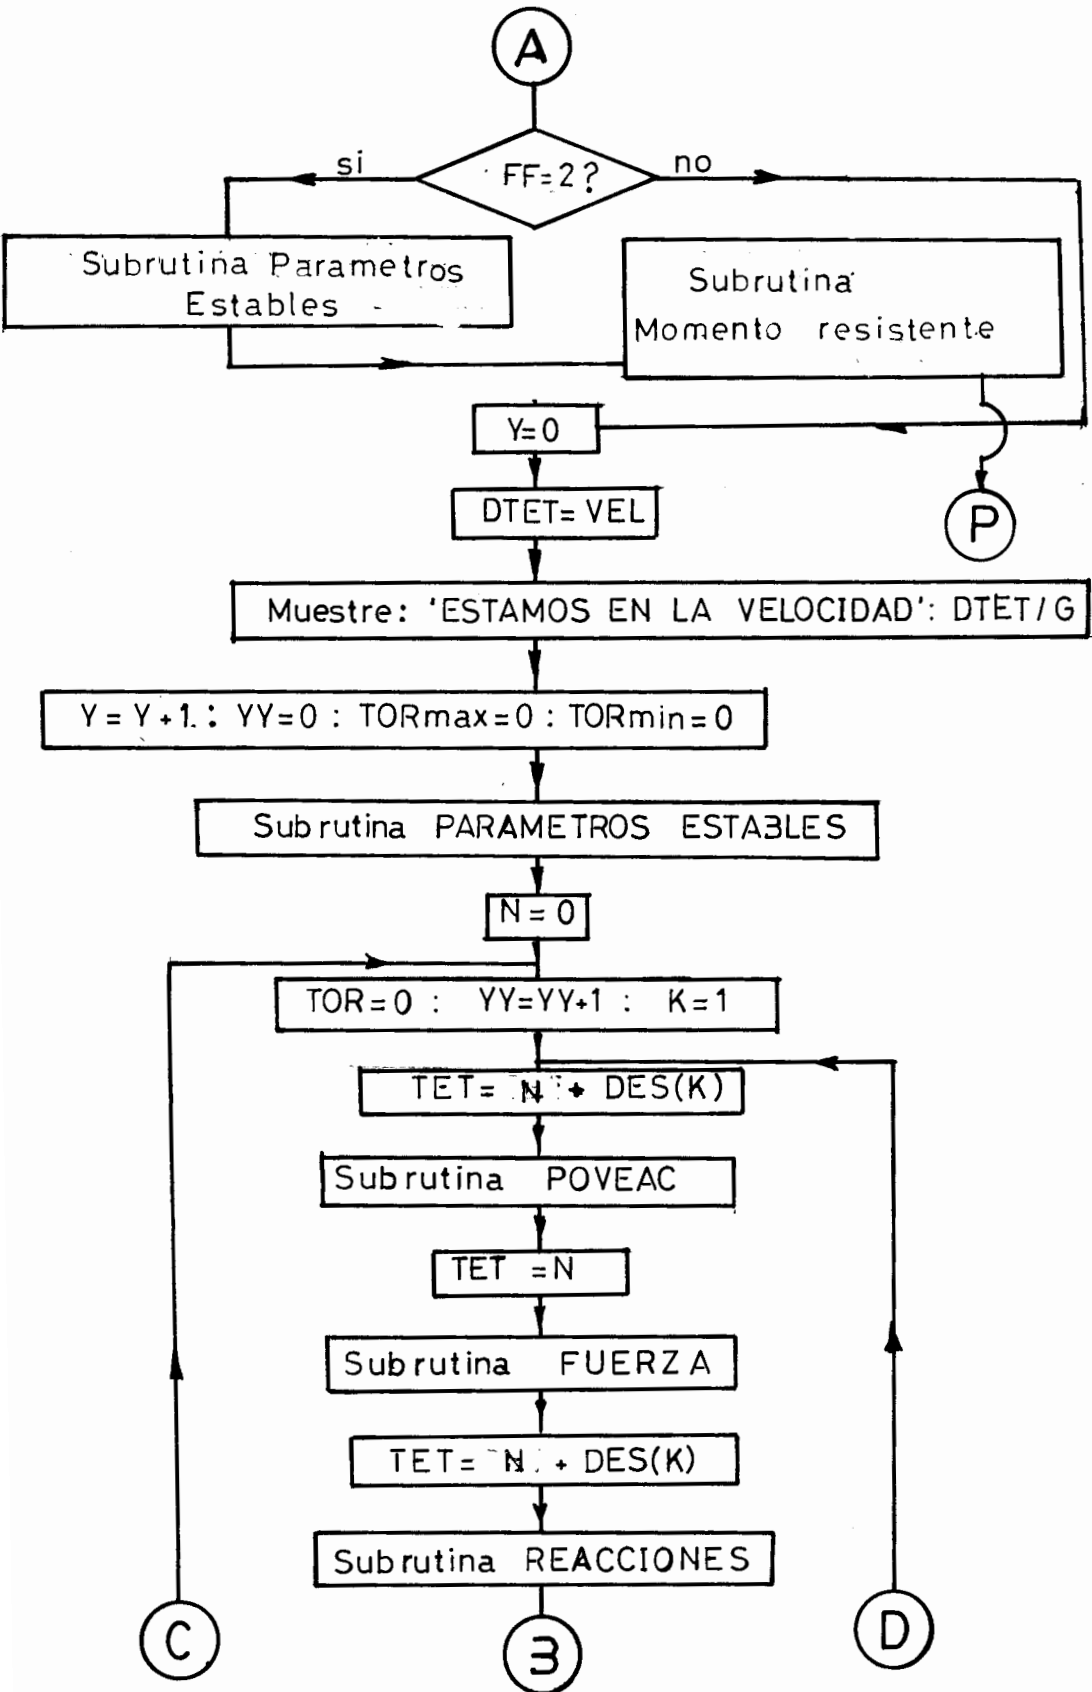 A
si
FF=2?
no
Subrutina Parametros
Estables
Subrutina
Momento resistente
Y=0
P
DTET=VEL
Muestre: 'ESTAMOS EN LA VELOCIDAD': DTET/G
Y=Y+1.: YY=0 : TORmax=0 : TORmin=0
Subrutina PARAMETROS ESTABLES
N=0
TOR=0 : YY=YY+1 : K=1
TET= N + DES(K)
Subrutina POVEAC
TET =N
Subrutina FUERZA
TET= N + DES(K)
Subrutina REACCIONES
C
B
D